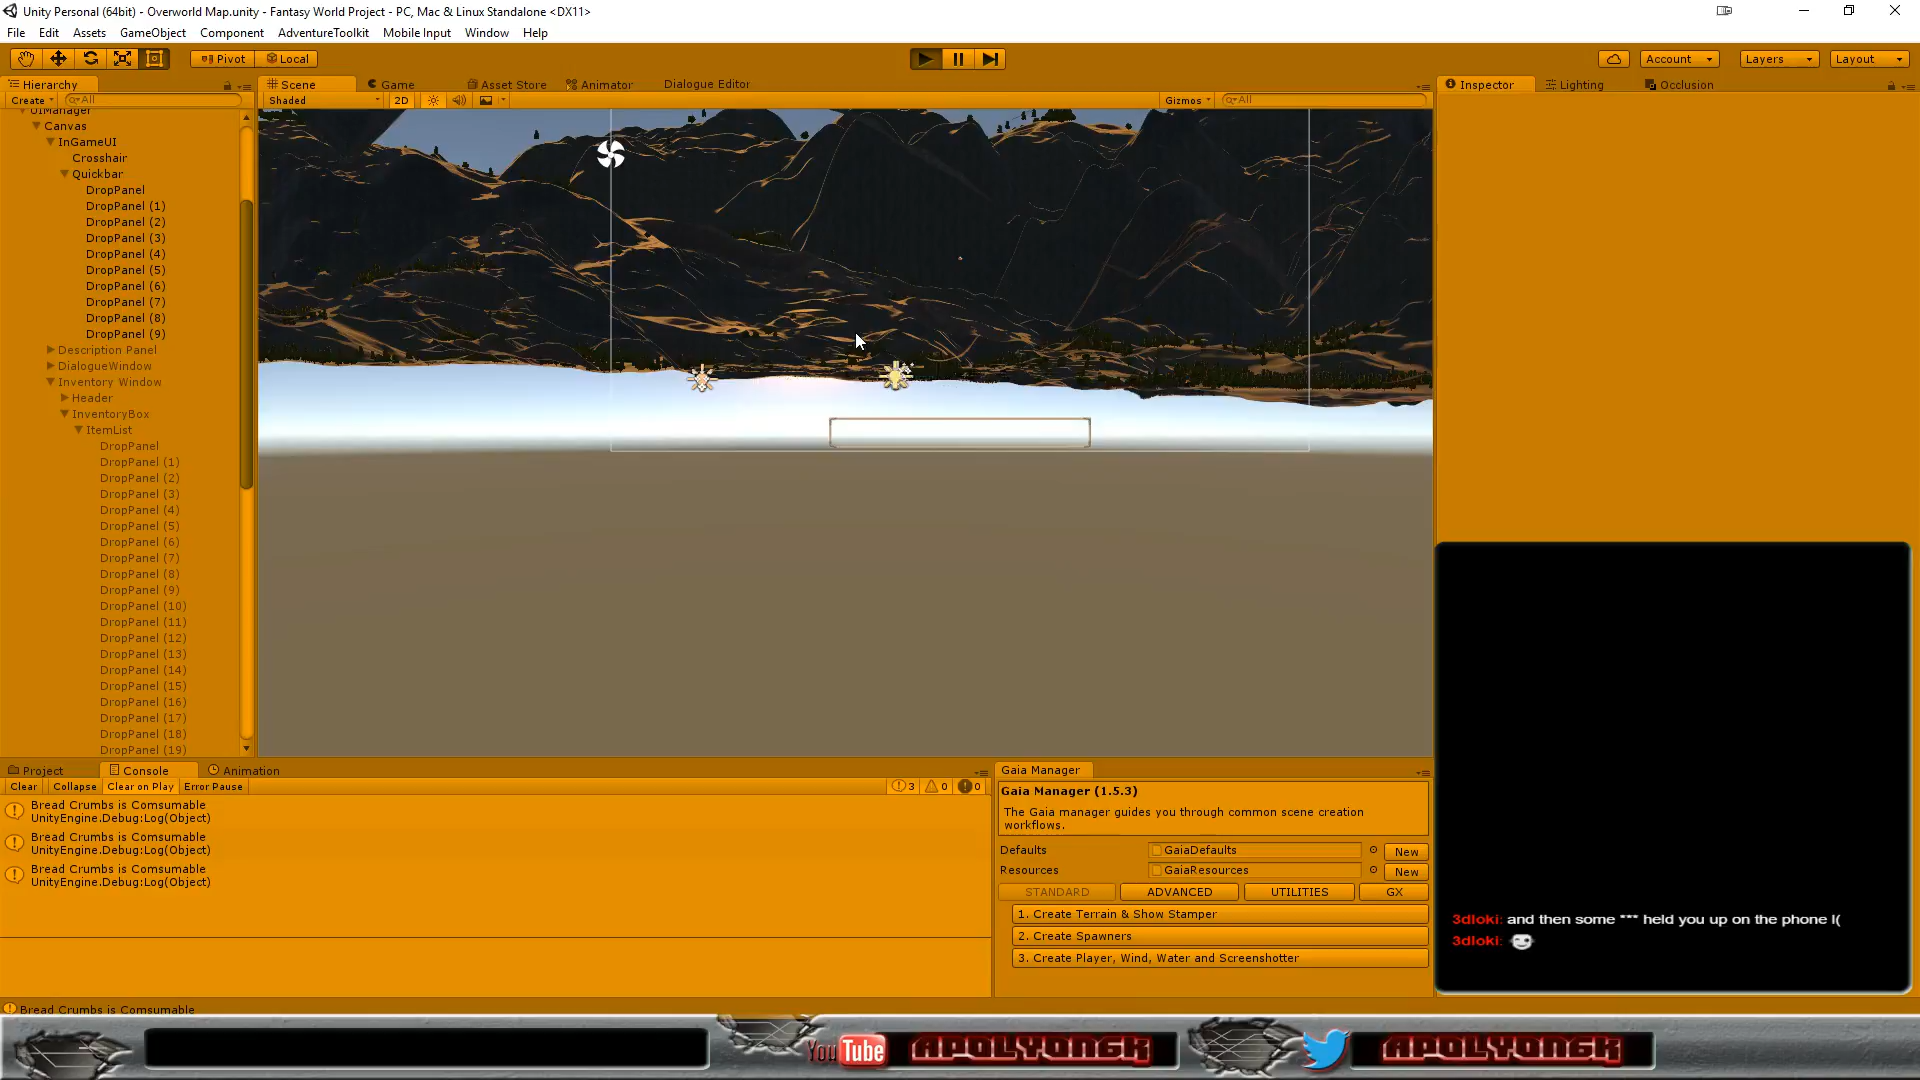 Unity Personal (64bit) - Overworld Map.unity - Fantasy World Project - PC, Mac & Linux Standalone <DX11>
File Edit Assets GameObject Component AdventureToolkit Mobile Input Window Help
Pivot Local Account Layers Layout
Hierarchy Scene Game Asset Store Animator Dialogue Editor Inspector Lighting Occlusion
Create All Shaded 2D Gizmos All
UIManager
Canvas
InGameUI
Crosshair
Quickbar
DropPanel
DropPanel (1)
DropPanel (2)
DropPanel (3)
DropPanel (4)
DropPanel (5)
DropPanel (6)
DropPanel (7)
DropPanel (8)
DropPanel (9)
Description Panel
DialogueWindow
Inventory Window
Header
InventoryBox
ItemList
DropPanel
DropPanel (1)
DropPanel (2)
DropPanel (3)
DropPanel (4)
DropPanel (5)
DropPanel (6)
DropPanel (7)
DropPanel (8)
DropPanel (9)
DropPanel (10)
DropPanel (11)
DropPanel (12)
DropPanel (13)
DropPanel (14)
DropPanel (15)
DropPanel (16)
DropPanel (17)
DropPanel (18)
DropPanel (19)
Project Console Animation
Clear Collapse Clear on Play Error Pause 3 0 0
Bread Crumbs is Comsumable
UnityEngine.Debug:Log(Object)
Bread Crumbs is Comsumable
UnityEngine.Debug:Log(Object)
Bread Crumbs is Comsumable
UnityEngine.Debug:Log(Object)
Bread Crumbs is Comsumable
Gaia Manager
Gaia Manager (1.5.3)
The Gaia manager guides you through common scene creation
workflows.
Defaults GaiaDefaults New
Resources GaiaResources New
STANDARD ADVANCED UTILITIES GX
1. Create Terrain & Show Stamper
2. Create Spawners
3. Create Player, Wind, Water and Screenshotter
3dloki: and then some *** held you up on the phone l(
3dloki:
YouTube APOLYON6K APOLYON6K